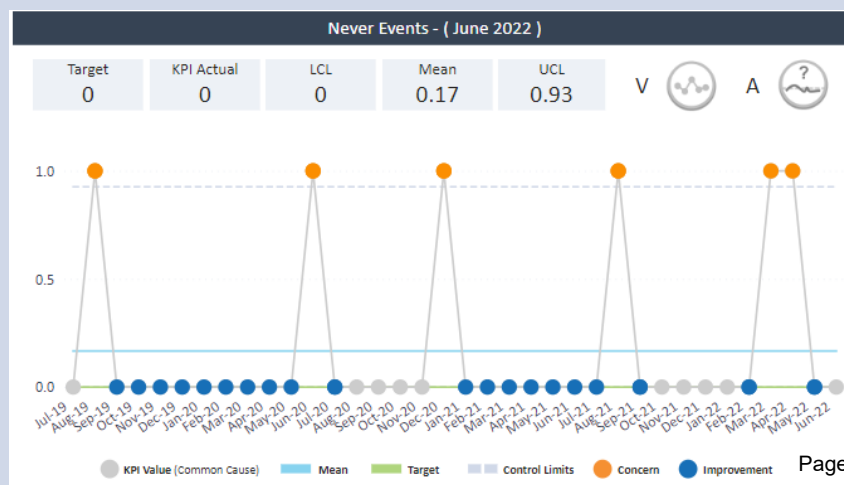 Never Events - ( June 2022 )
Target KPI Actual LCL Mean UCL
0 0 0 0.17 0.93 V A ?
1.0
0.5
0.0
Jul-19 Aug-19 Sep-19 Oct-19 Nov-19 Dec-19 Jan-20 Feb-20 Mar-20 Apr-20 May-20 Jun-20 Jul-20 Aug-20 Sep-20 Oct-20 Nov-20 Dec-20 Jan-21 Feb-21 Mar-21 Apr-21 May-21 Jun-21 Jul-21 Aug-21 Sep-21 Oct-21 Nov-21 Dec-21 Jan-22 Feb-22 Mar-22 Apr-22 May-22 Jun-22
KPI Value (Common Cause) Mean Target Control Limits Concern Improvement Page